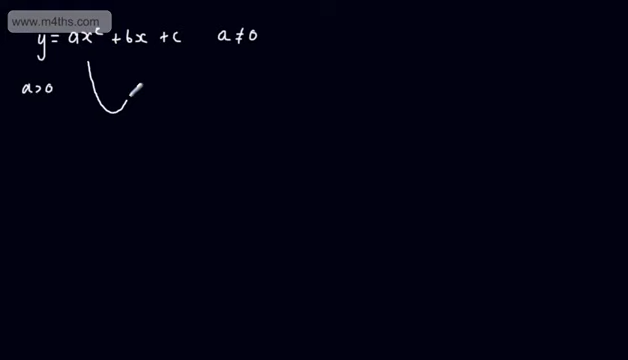 www.m4ths.com
y = ax² + bx + c a ≠ 0
a > 0